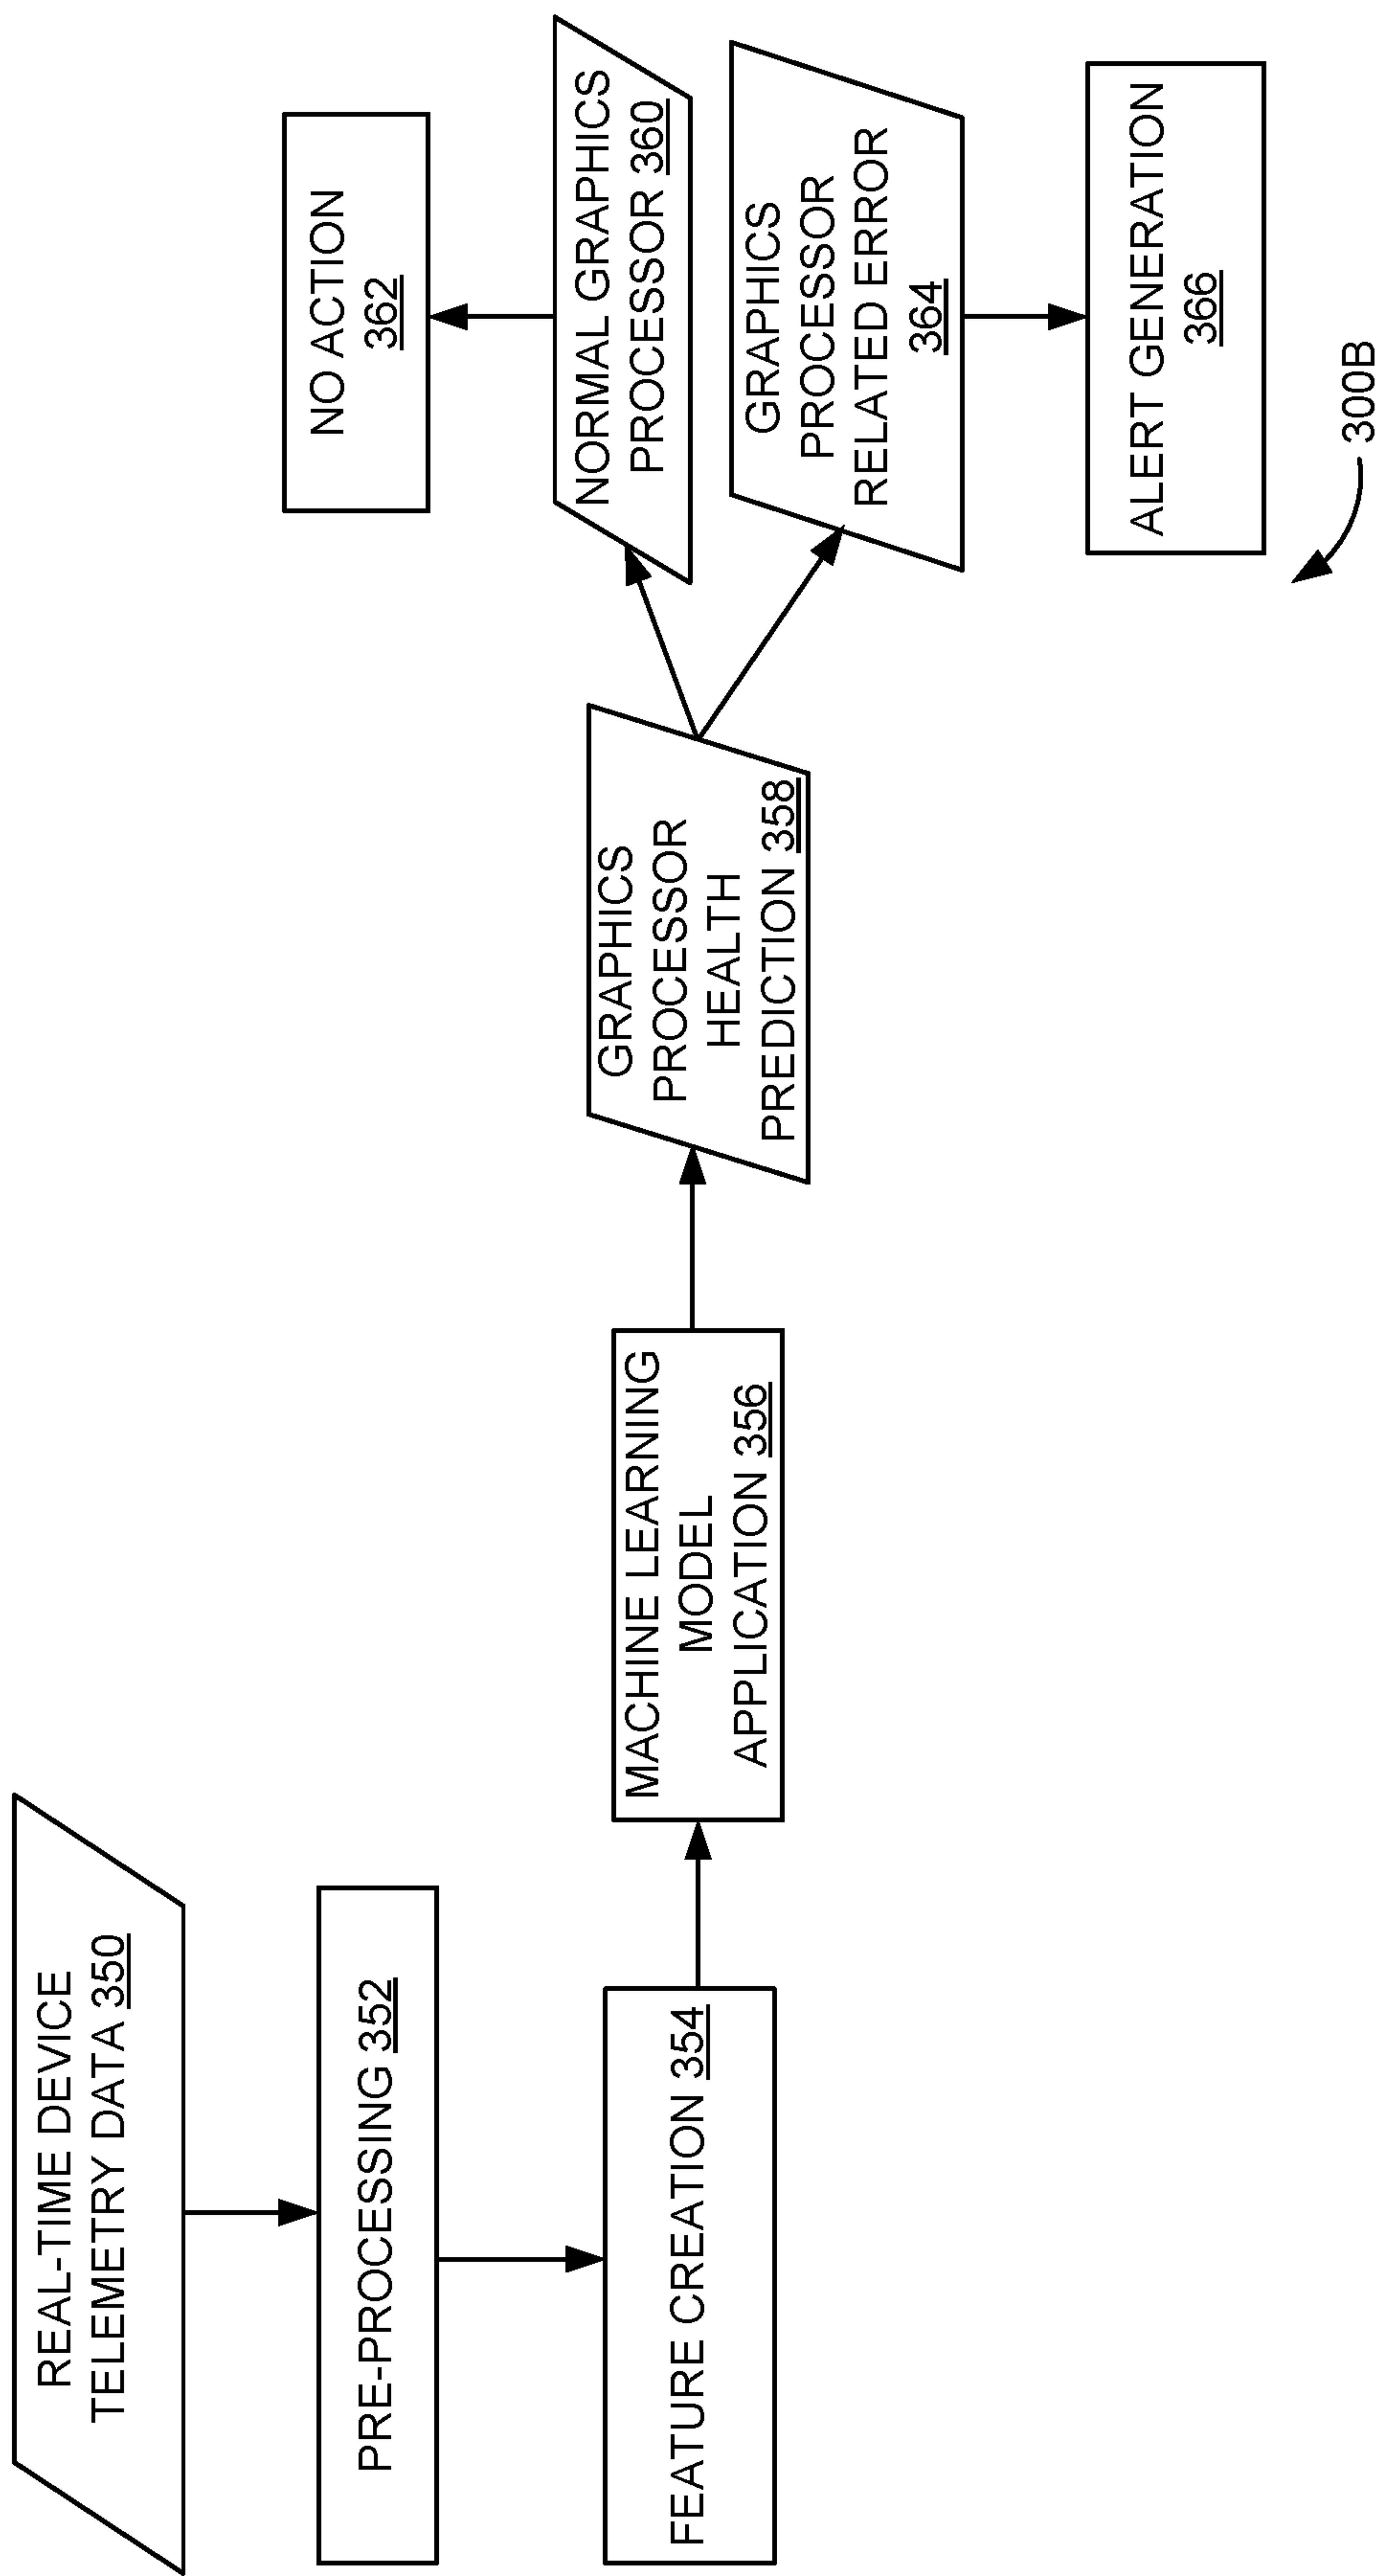 REAL-TIME DEVICE
TELEMETRY DATA 350
PRE-PROCESSING 352
FEATURE CREATION 354
MACHINE LEARNING
MODEL
APPLICATION 356
GRAPHICS
PROCESSOR
HEALTH
PREDICTION 358
NORMAL GRAPHICS
PROCESSOR 360
NO ACTION
362
GRAPHICS
PROCESSOR
RELATED ERROR
364
ALERT GENERATION
366
300B